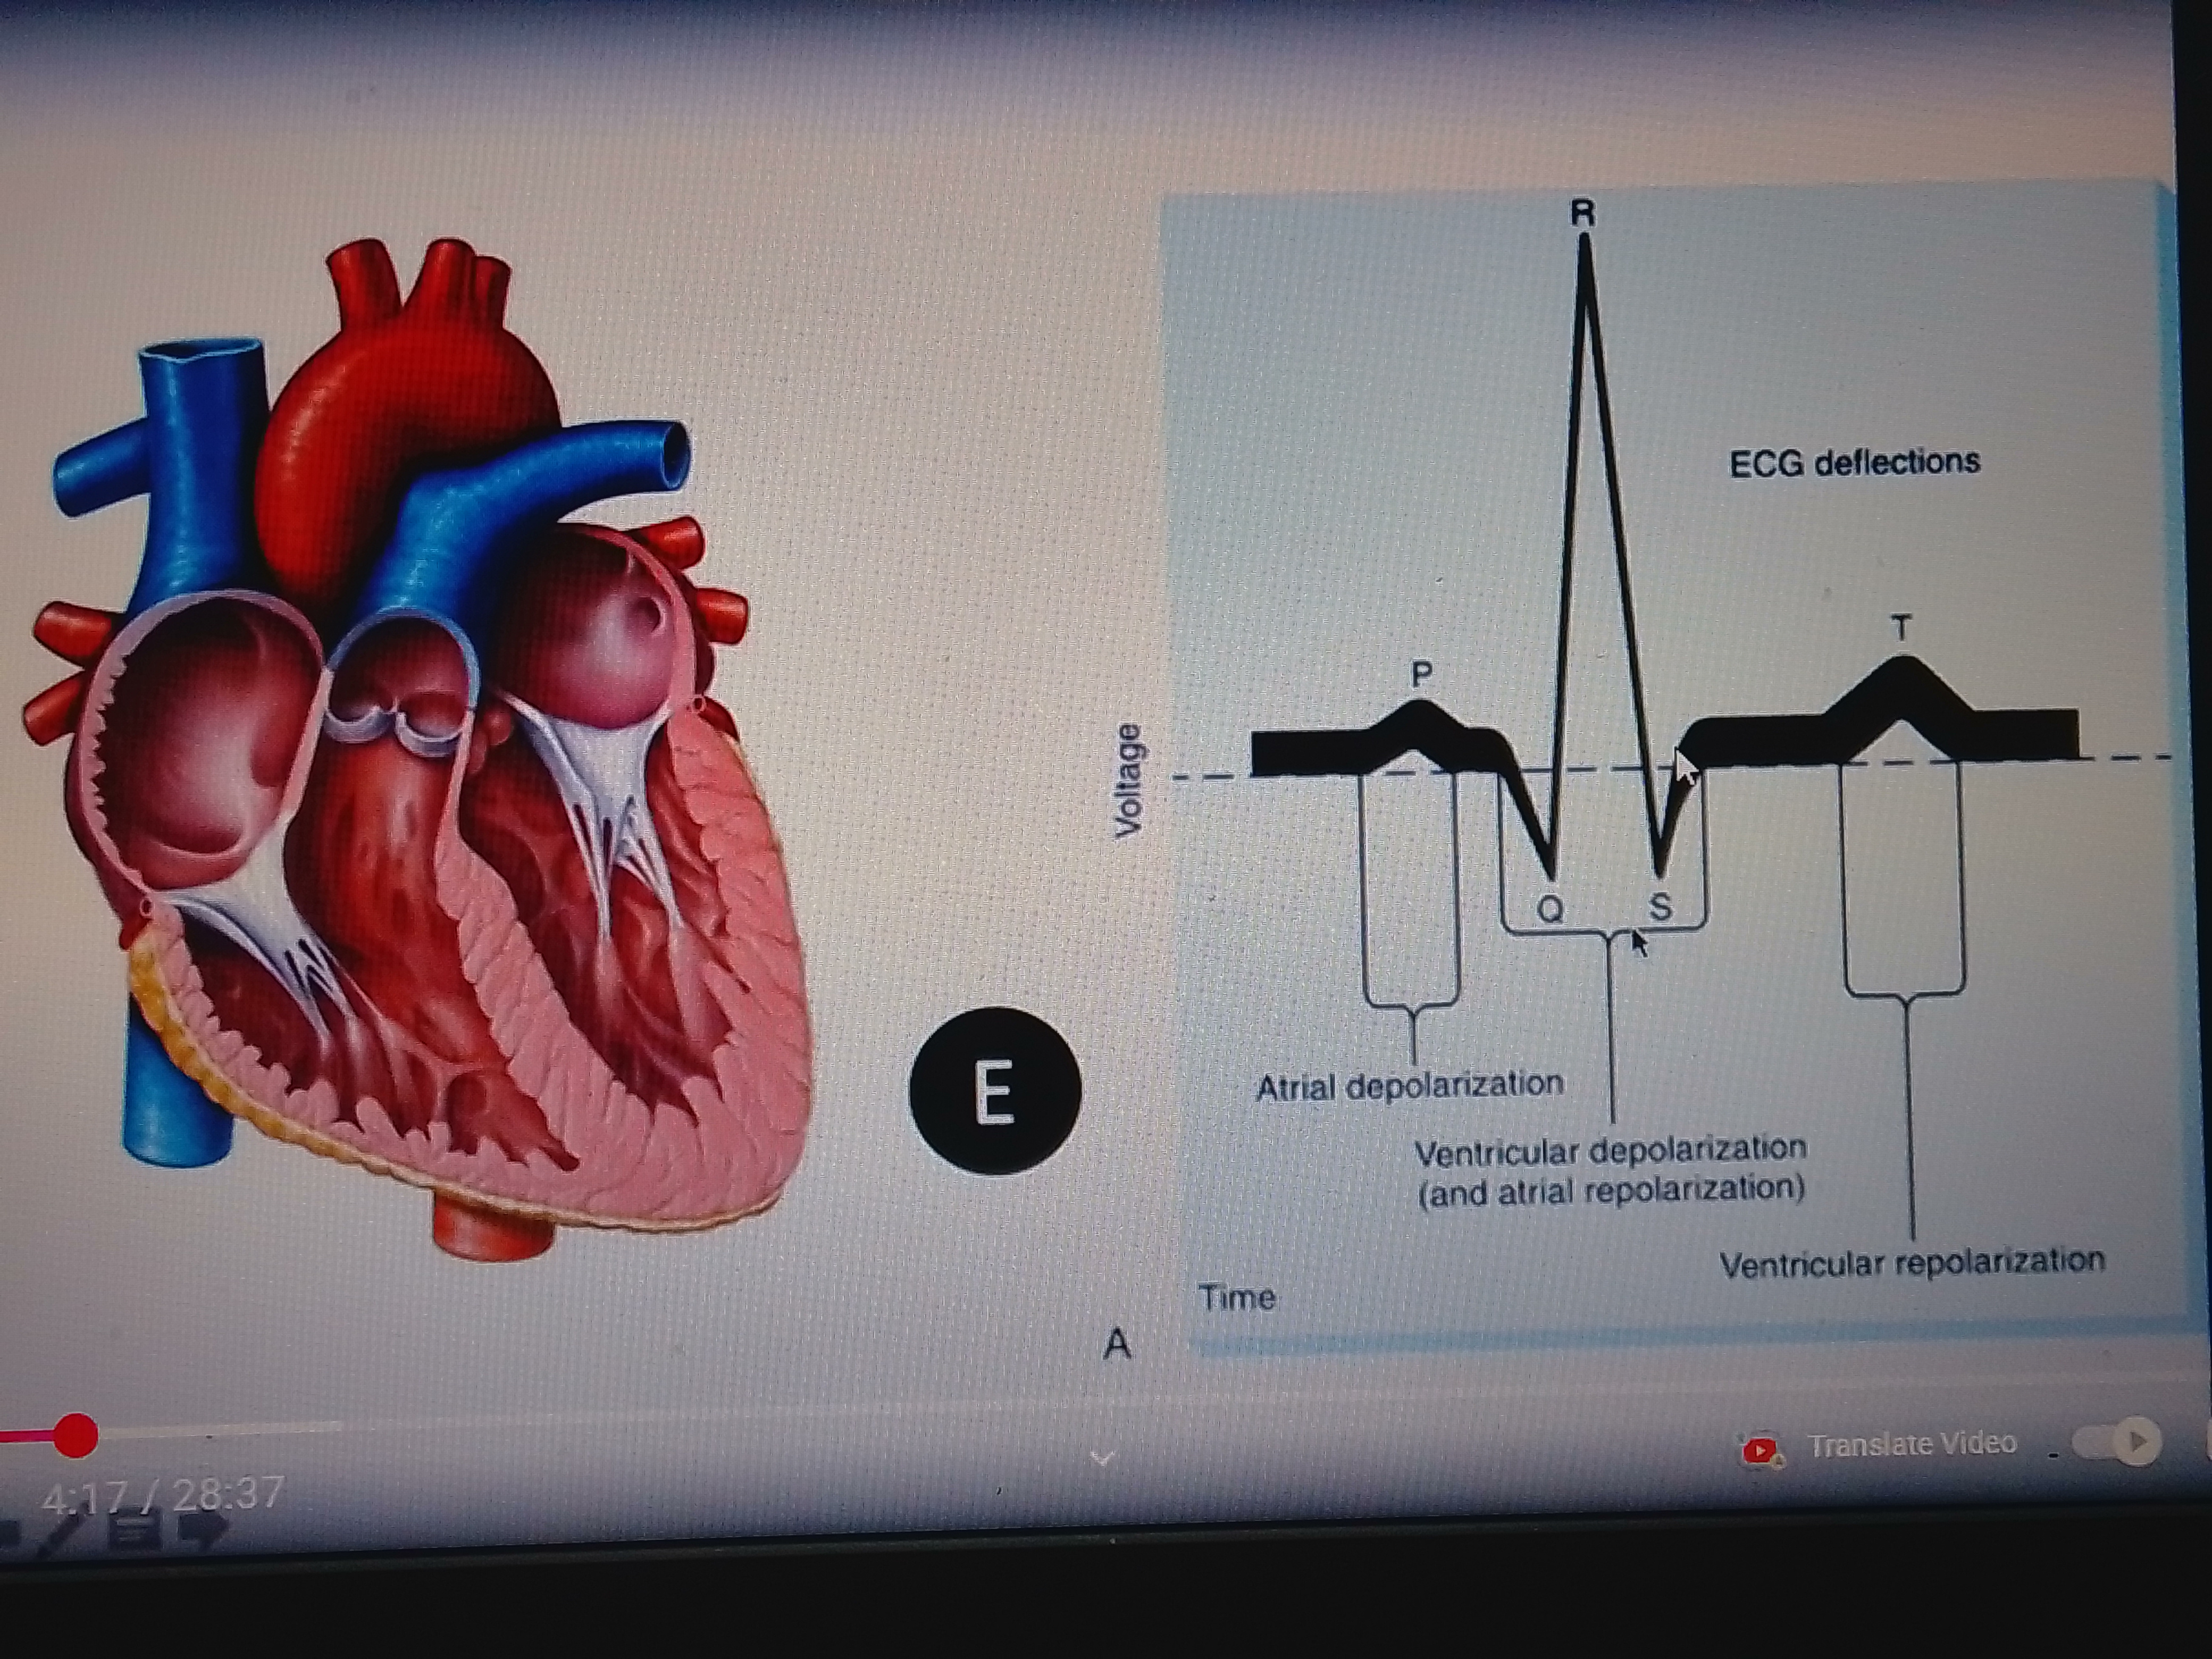 R
ECG deflections
T
P
Voltage
Q
S
Atrial depolarization
Ventricular depolarization
(and atrial repolarization)
Ventricular repolarization
Time
E
A
Translate Video
4:17 / 28:37